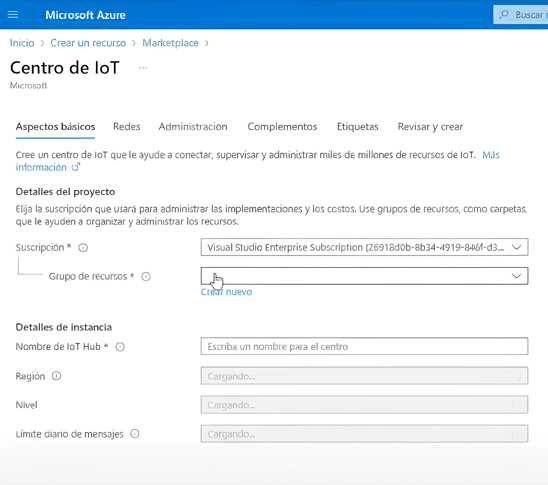 Microsoft Azure
Buscar
Inicio > Crear un recurso > Marketplace >
Centro de IoT ...
Microsoft
Aspectos básicos Redes Administración Complementos Etiquetas Revisar y crear
Cree un centro de IoT que le ayude a conectar, supervisar y administrar miles de millones de recursos de IoT. Más
información
Detalles del proyecto
Elija la suscripción que usará para administrar las implementaciones y los costos. Use grupos de recursos, como carpetas,
que le ayuden a organizar y administrar los recursos.
Suscripción * Visual Studio Enterprise Subscription (26918d0b-8b34-4919-846f-d3...
Grupo de recursos *
Crear nuevo
Detalles de instancia
Nombre de IoT Hub * Escriba un nombre para el centro
Región Cargando...
Nivel Cargando...
Límite diario de mensajes Cargando...